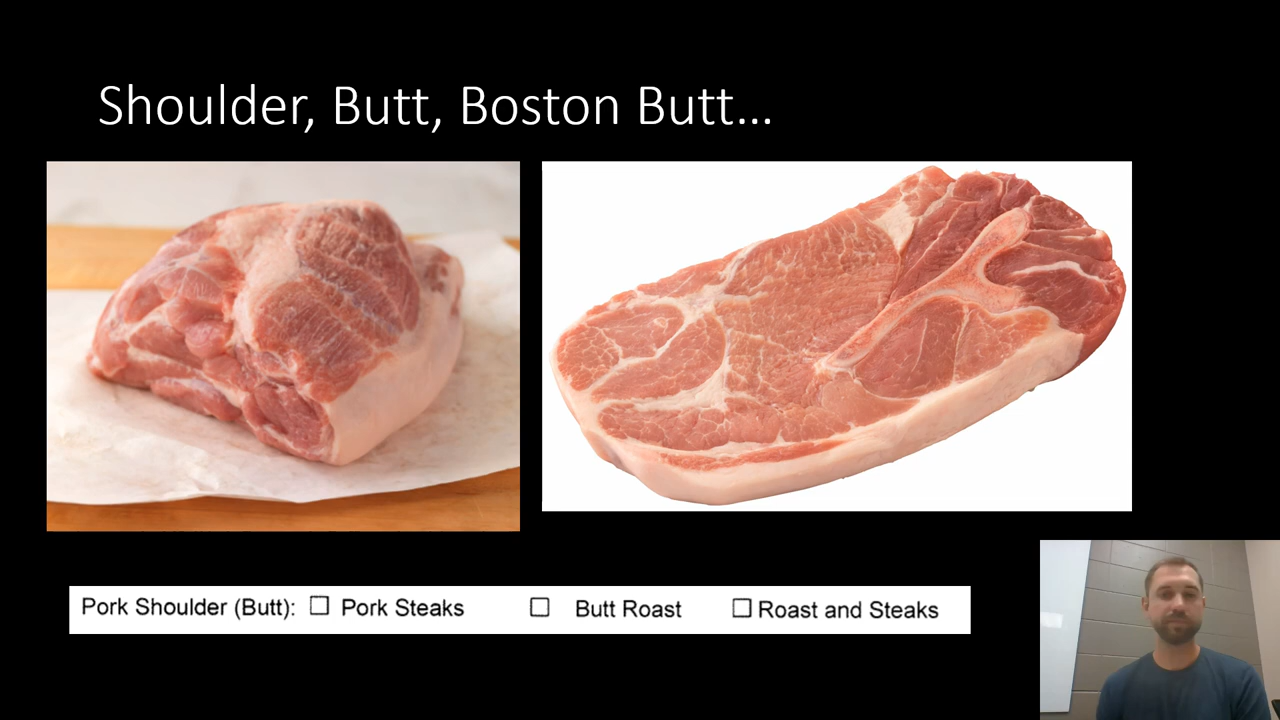 Shoulder, Butt, Boston Butt...
Pork Shoulder (Butt): ☐ Pork Steaks ☐ Butt Roast ☐ Roast and Steaks